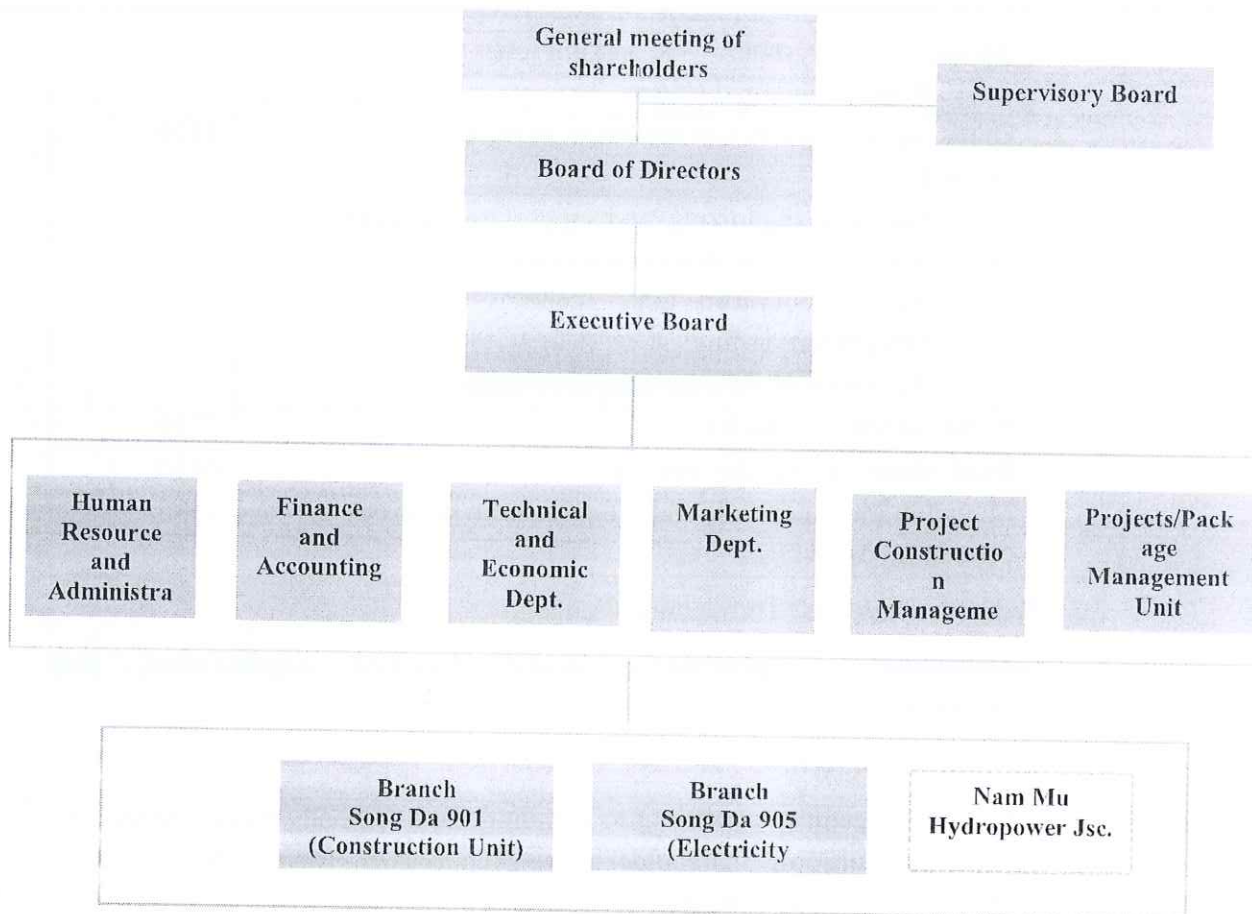 General meeting of
shareholders
Supervisory Board
Board of Directors
Executive Board
Human
Resource
and
Administra
Finance
and
Accounting
Technical
and
Economic
Dept.
Marketing
Dept.
Project
Constructio
n
Manageme
Projects/Pack
age
Management
Unit
Branch
Song Da 901
(Construction Unit)
Branch
Song Da 905
(Electricity
Nam Mu
Hydropower Jsc.